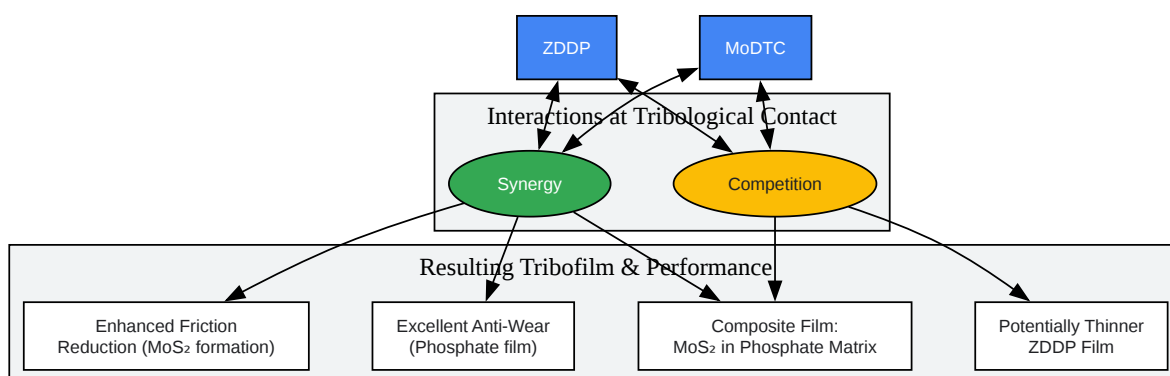 ZDDP
MoDTC
Interactions at Tribological Contact
Synergy
Competition
Resulting Tribofilm & Performance
Enhanced Friction
Reduction (MoS₂ formation)
Excellent Anti-Wear
(Phosphate film)
Composite Film:
MoS₂ in Phosphate Matrix
Potentially Thinner
ZDDP Film